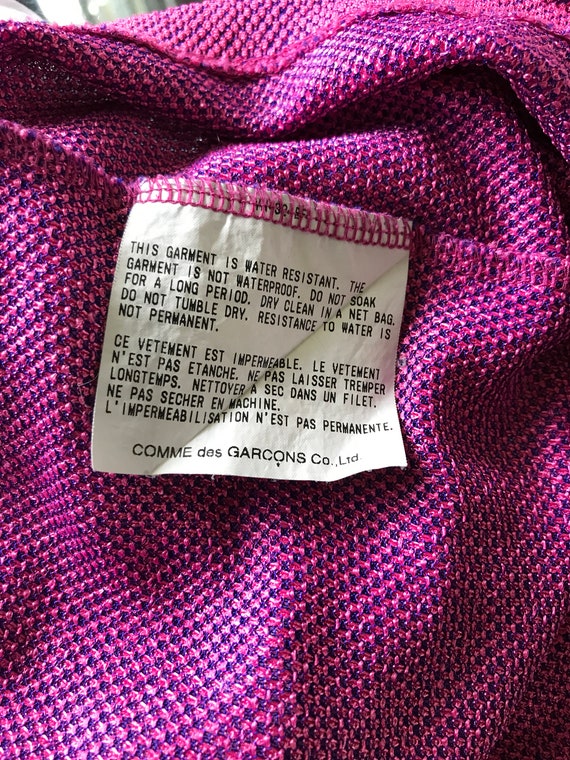 THIS GARMENT IS WATER RESISTANT. THE
GARMENT IS NOT WATERPROOF. DO NOT SOAK
FOR A LONG PERIOD. DRY CLEAN IN A NET BAG.
DO NOT TUMBLE DRY. RESISTANCE TO WATER IS
NOT PERMANENT.
CE VETEMENT EST IMPERMEABLE. LE VETEMENT
N'EST PAS ETANCHE. NE PAS LAISSER TREMPER
LONGTEMPS. NETTOYER A SEC DANS UN FILET.
NE PAS SECHER EN MACHINE.
L'IMPERMEABILISATION N'EST PAS PERMANENTE.
COMME des GARÇONS Co.,Ltd.